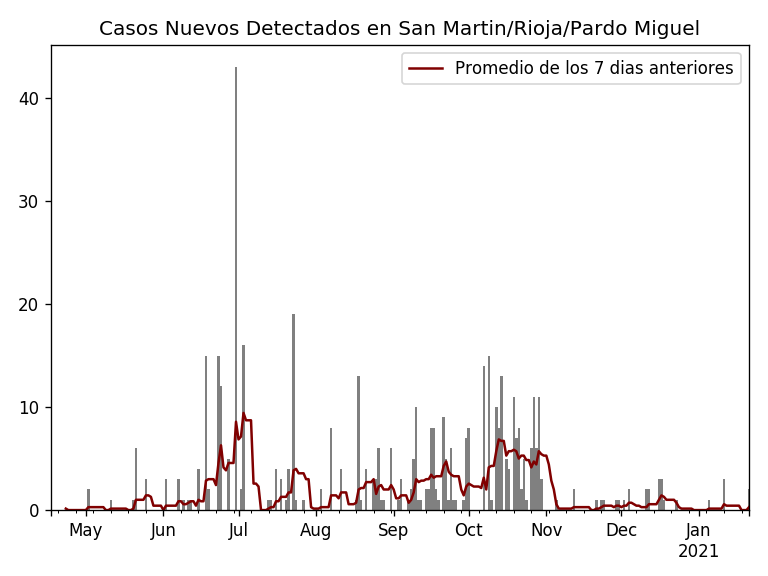 Casos Nuevos Detectados en San Martin/Rioja/Pardo Miguel
Promedio de los 7 dias anteriores
40
30
20
10
0
May Jun Jul Aug Sep Oct Nov Dec Jan
2021